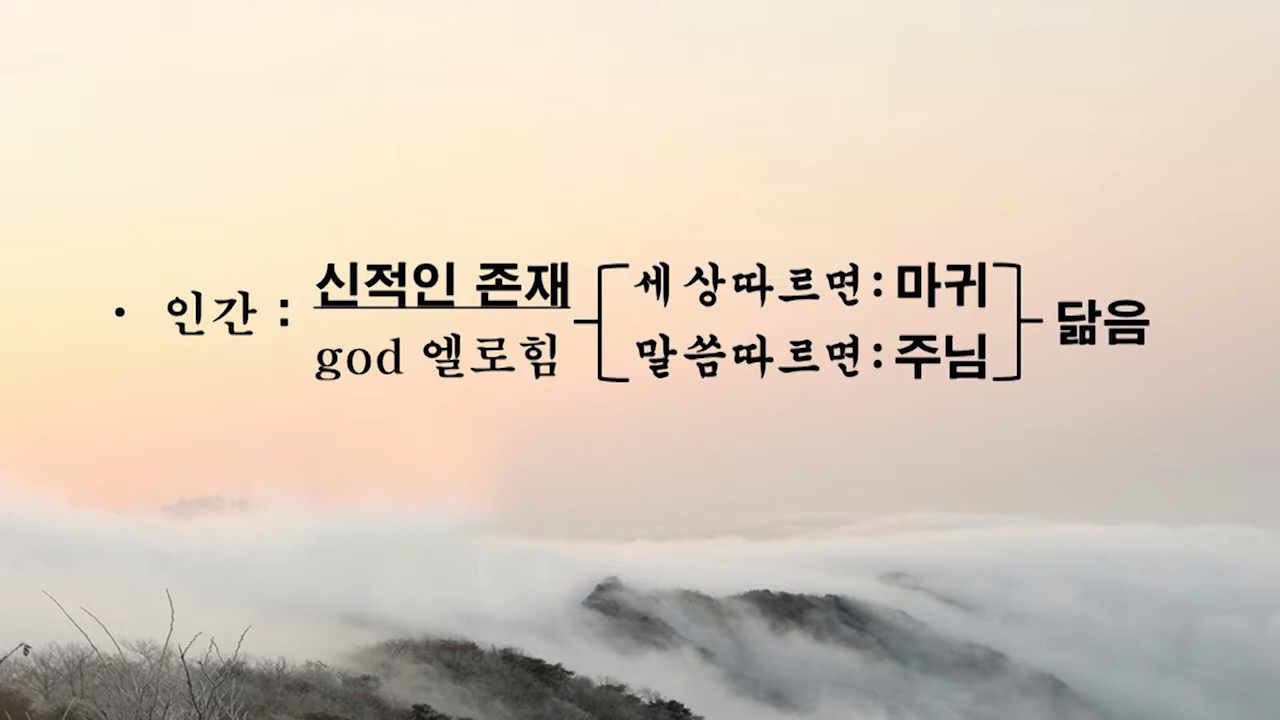 • 인간 : 신적인 존재
god 엘로힘
세상따르면 : 마귀
말씀따르면 : 주님
닮음